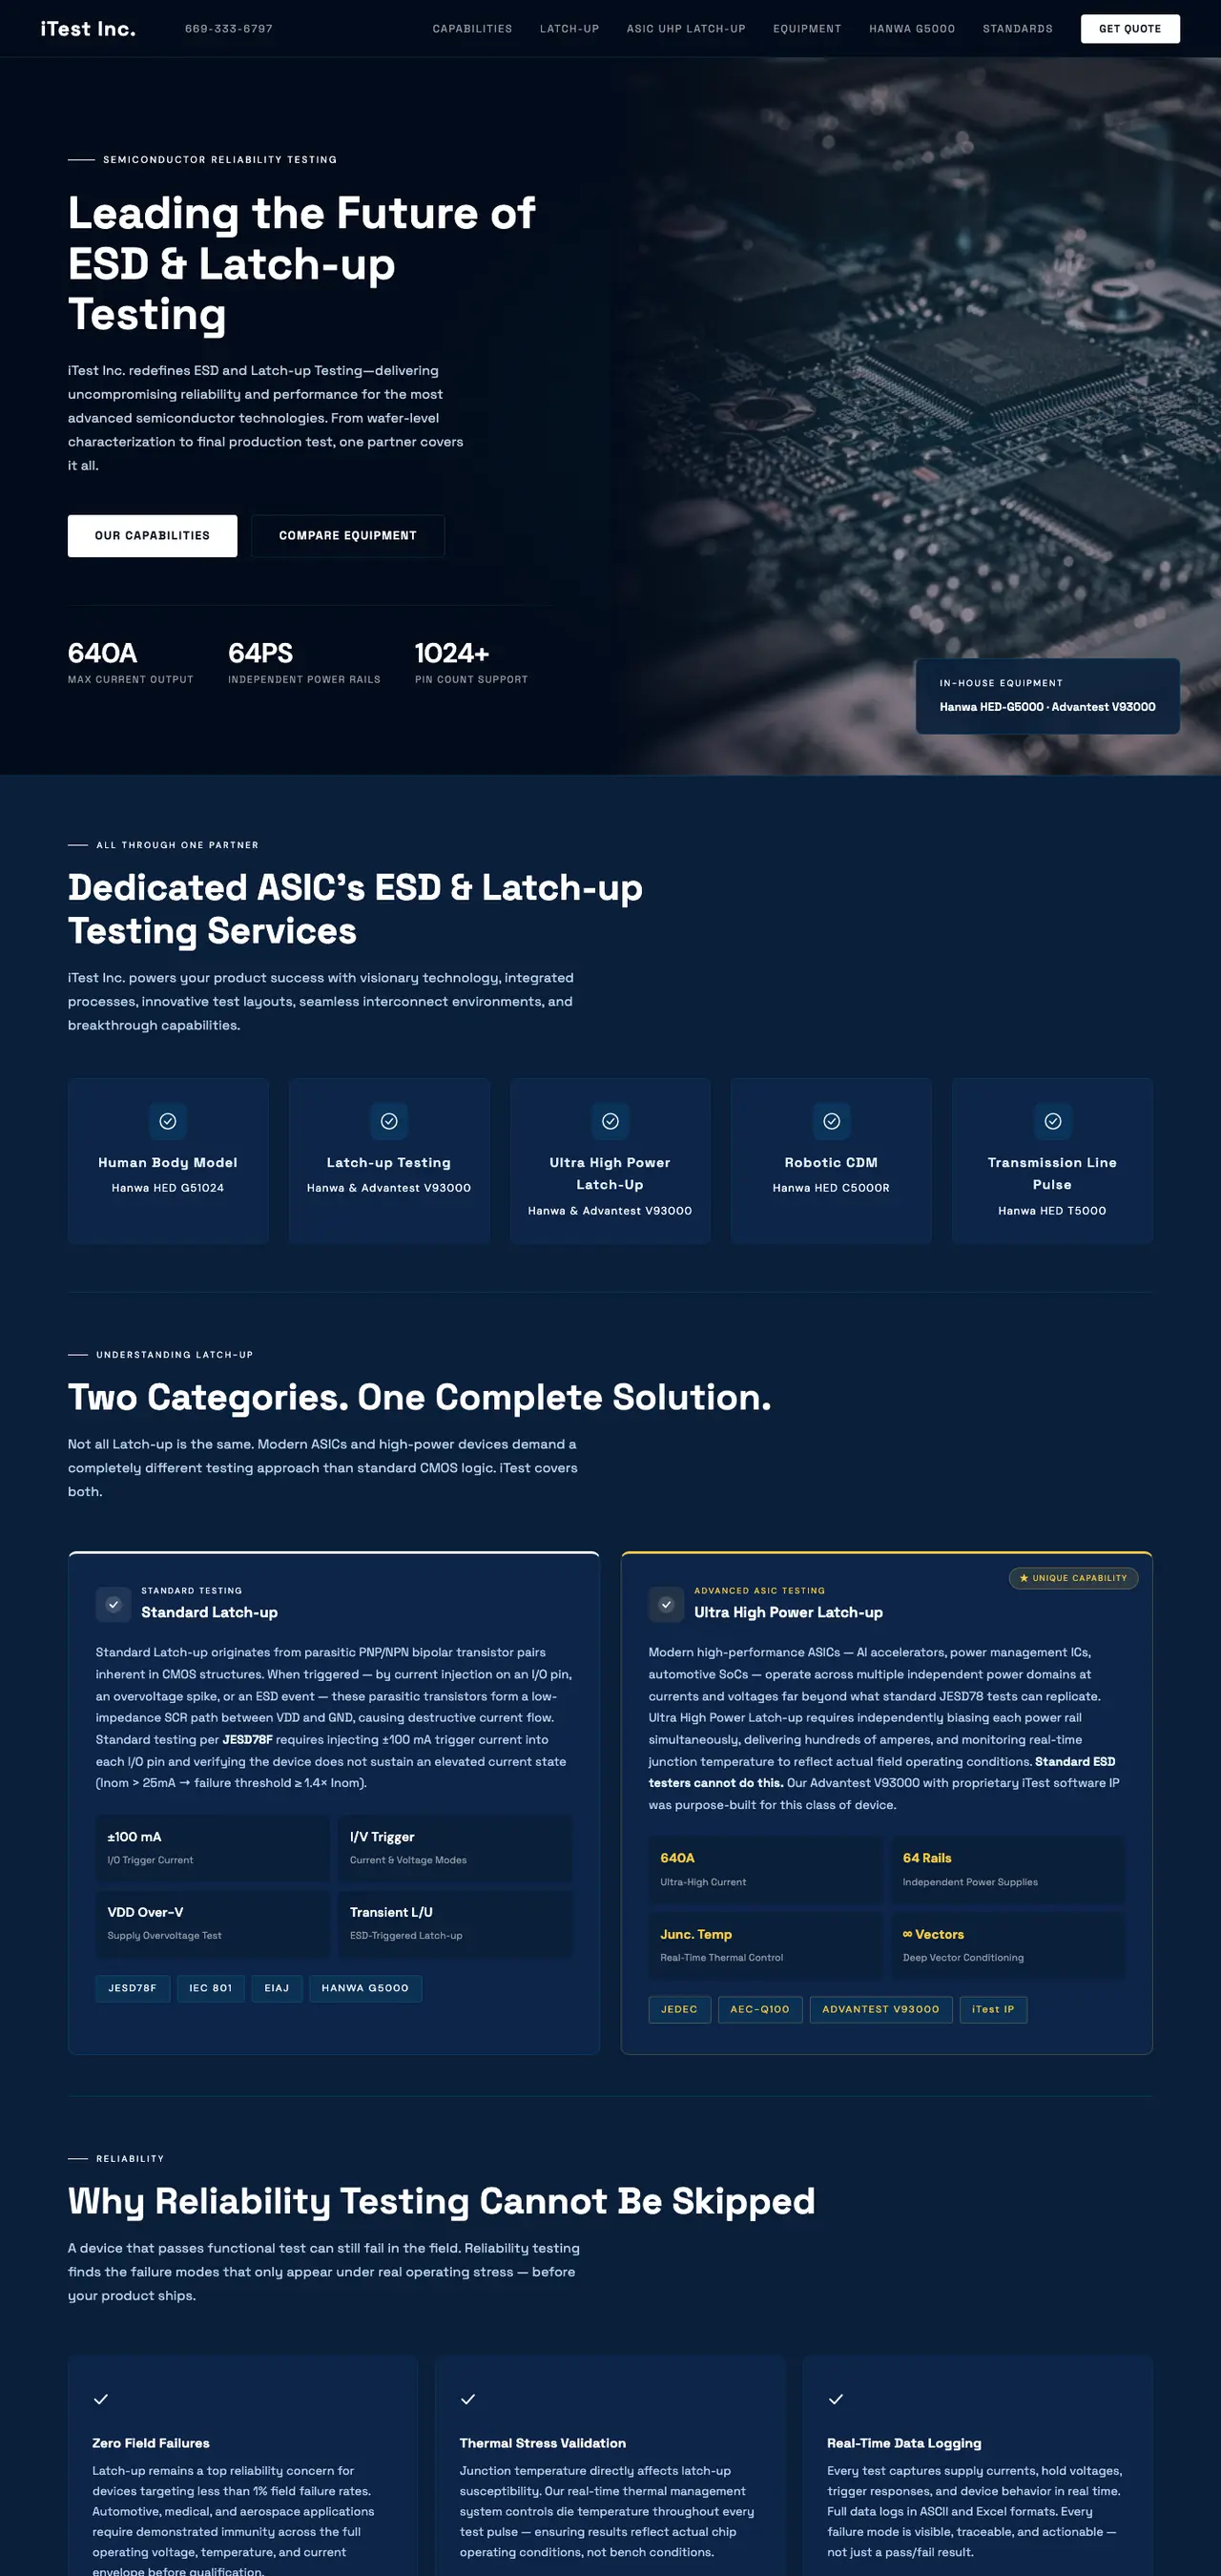 iTest Inc.
669-333-6797
CAPABILITIES
LATCH-UP
ASIC UHP LATCH-UP
EQUIPMENT
HANWA G5000
STANDARDS
GET QUOTE
SEMICONDUCTOR RELIABILITY TESTING
Leading the Future of
ESD & Latch-up
Testing
iTest Inc. redefines ESD and Latch-up Testing—delivering
uncompromising reliability and performance for the most
advanced semiconductor technologies. From wafer-level
characterization to final production test, one partner covers
it all.
OUR CAPABILITIES
COMPARE EQUIPMENT
640A
MAX CURRENT OUTPUT
64PS
INDEPENDENT POWER RAILS
1024+
PIN COUNT SUPPORT
IN-HOUSE EQUIPMENT
Hanwa HED-G5000 · Advantest V93000
ALL THROUGH ONE PARTNER
Dedicated ASIC's ESD & Latch-up
Testing Services
iTest Inc. powers your product success with visionary technology, integrated
processes, innovative test layouts, seamless interconnect environments, and
breakthrough capabilities.
Human Body Model
Hanwa HED G51024
Latch-up Testing
Hanwa & Advantest V93000
Ultra High Power
Latch-Up
Hanwa & Advantest V93000
Robotic CDM
Hanwa HED C5000R
Transmission Line
Pulse
Hanwa HED T5000
UNDERSTANDING LATCH-UP
Two Categories. One Complete Solution.
Not all Latch-up is the same. Modern ASICs and high-power devices demand a
completely different testing approach than standard CMOS logic. iTest covers
both.
STANDARD TESTING
Standard Latch-up
Standard Latch-up originates from parasitic PNP/NPN bipolar transistor pairs
inherent in CMOS structures. When triggered — by current injection on an I/O pin,
an overvoltage spike, or an ESD event — these parasitic transistors form a low-
impedance SCR path between VDD and GND, causing destructive current flow.
Standard testing per JESD78F requires injecting ±100 mA trigger current into
each I/O pin and verifying the device does not sustain an elevated current state
(Inom > 25mA → failure threshold ≥ 1.4× Inom).
±100 mA
I/O Trigger Current
I/V Trigger
Current & Voltage Modes
VDD Over-V
Supply Overvoltage Test
Transient L/U
ESD-Triggered Latch-up
JESD78F
IEC 801
EIAJ
HANWA G5000
★ UNIQUE CAPABILITY
ADVANCED ASIC TESTING
Ultra High Power Latch-up
Modern high-performance ASICs — AI accelerators, power management ICs,
automotive SoCs — operate across multiple independent power domains at
currents and voltages far beyond what standard JESD78 tests can replicate.
Ultra High Power Latch-up requires independently biasing each power rail
simultaneously, delivering hundreds of amperes, and monitoring real-time
junction temperature to reflect actual field operating conditions. Standard ESD
testers cannot do this. Our Advantest V93000 with proprietary iTest software IP
was purpose-built for this class of device.
640A
Ultra-High Current
64 Rails
Independent Power Supplies
Junc. Temp
Real-Time Thermal Control
∞ Vectors
Deep Vector Conditioning
JEDEC
AEC-Q100
ADVANTEST V93000
iTest IP
RELIABILITY
Why Reliability Testing Cannot Be Skipped
A device that passes functional test can still fail in the field. Reliability testing
finds the failure modes that only appear under real operating stress — before
your product ships.
Zero Field Failures
Latch-up remains a top reliability concern for
devices targeting less than 1% field failure rates.
Automotive, medical, and aerospace applications
require demonstrated immunity across the full
operating voltage, temperature, and current
envelope before qualification.
Thermal Stress Validation
Junction temperature directly affects latch-up
susceptibility. Our real-time thermal management
system controls die temperature throughout every
test pulse — ensuring results reflect actual chip
operating conditions, not bench conditions.
Real-Time Data Logging
Every test captures supply currents, hold voltages,
trigger responses, and device behavior in real time.
Full data logs in ASCII and Excel formats. Every
failure mode is visible, traceable, and actionable —
not just a pass/fail result.